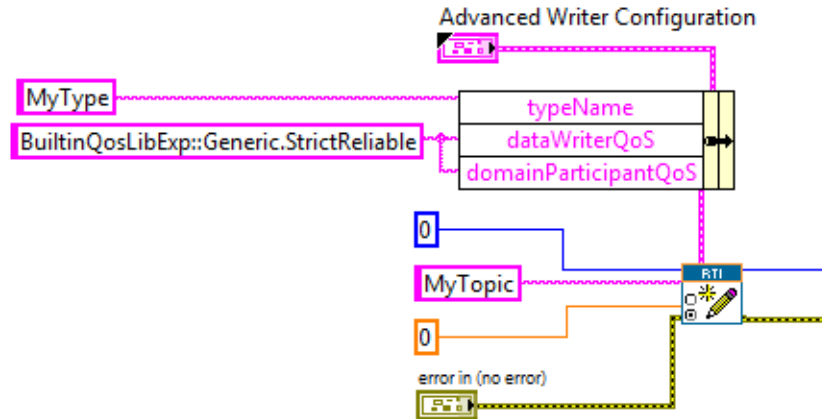 Advanced Writer Configuration
MyType
typeName
BuiltinQosLibExp::Generic.StrictReliable
dataWriterQoS
domainParticipantQoS
0
RTI
MyTopic
0
error in (no error)